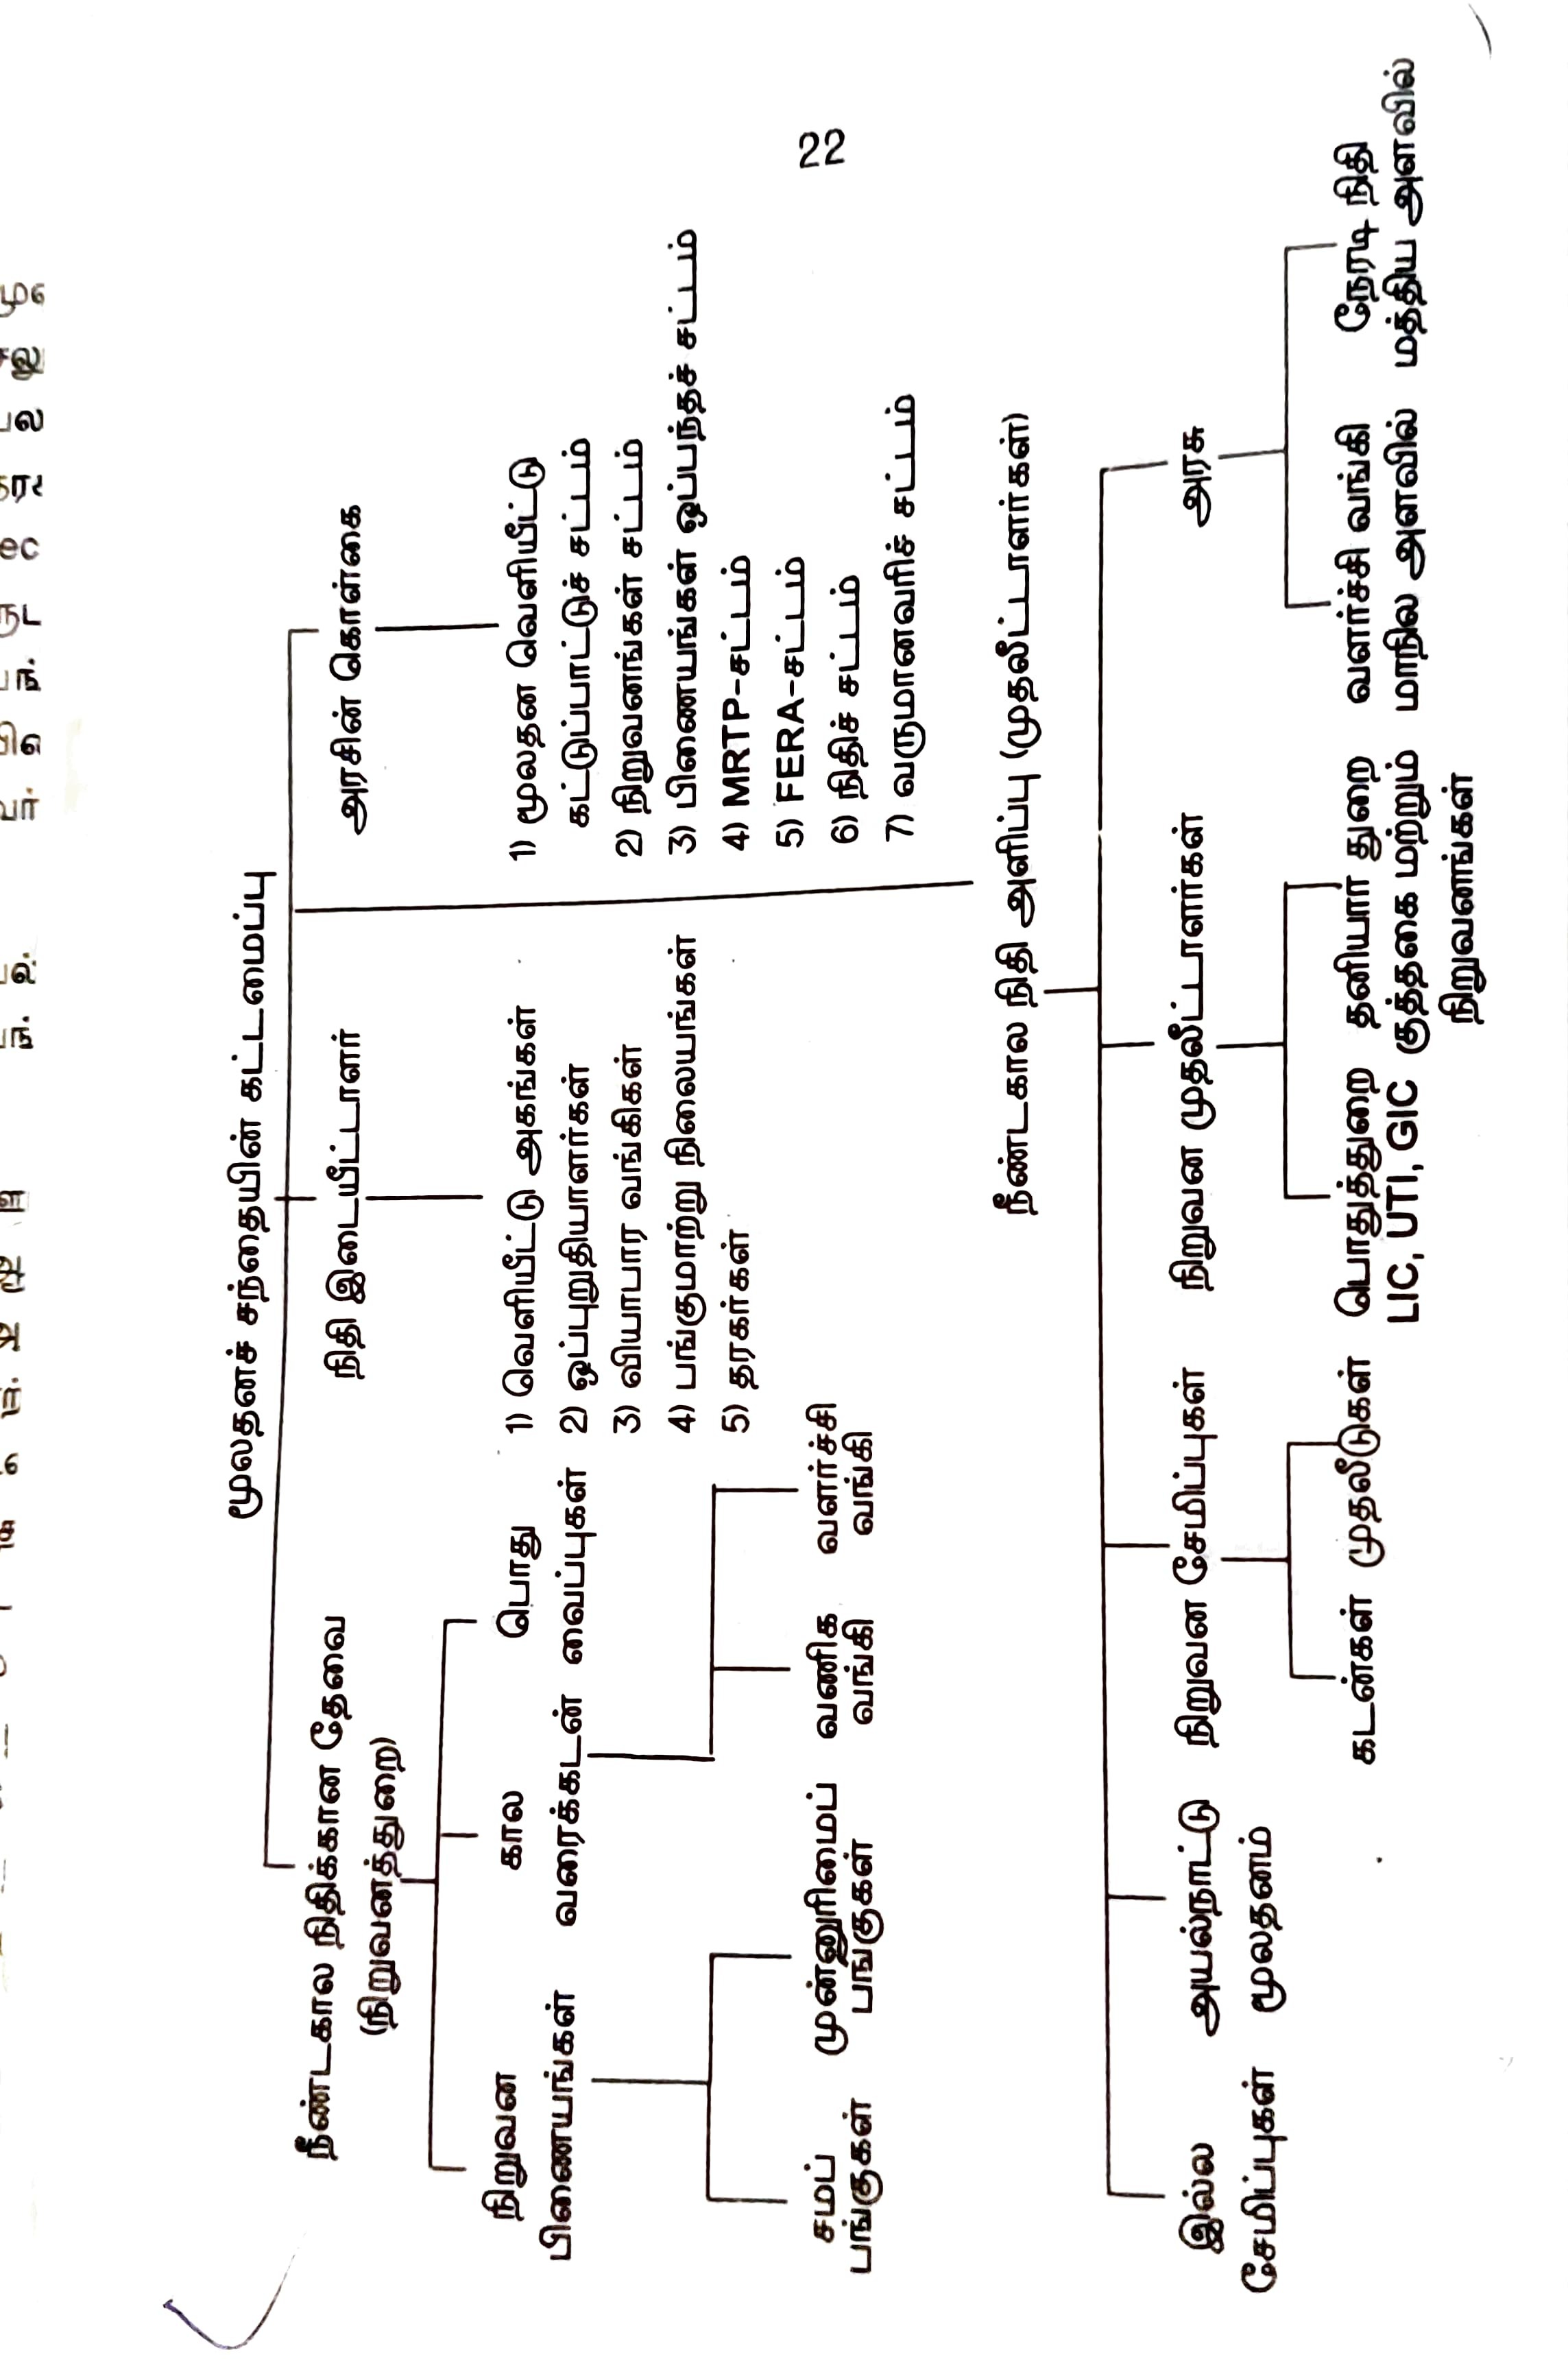 22
மூலதனச் சந்தையின் கட்டமைப்பு
நீண்டகால நிதிக்கான தேவை
(நிறுவனத்துறை)
நிறுவன
பிணையங்கள்
சமப்
பங்குகள்
முன்னுரிமைப்
பங்குகள்
கால
வரைக்கடன்
பொது
வைப்புகள்
வணிக
வங்கி
வளர்ச்சி
வங்கி
நிதி இடையீட்டாளர்
1) வெளியீட்டு அகங்கள்
2) ஒப்புறுதியாளர்கள்
3) வியாபார வங்கிகள்
4) பங்குமாற்று நிலையங்கள்
5) தரகர்கள்
அரசின் கொள்கை
1) மூலதன வெளியீட்டு
கட்டுப்பாட்டுச் சட்டம்
2) நிறுவனங்கள் சட்டம்
3) பிணையங்கள் ஒப்பந்தச் சட்டம்
4) MRTP-சட்டம்
5) FERA-சட்டம்
6) நிதிச் சட்டம்
7) வருமானவரிச் சட்டம்
நீண்டகால நிதி அளிப்பு (முதலீட்டாளர்கள்)
இல்ல
சேமிப்புகள்
அயல்நாட்டு
மூலதனம்
நிறுவன சேமிப்புகள்
கடன்கள்
முதலீடுகள்
நிறுவன முதலீட்டாளர்கள்
பொதுத்துறை
LIC, UTI, GIC
தனியார் துறை
குத்தகை மற்றும்
நிறுவனங்கள்
அரசு
வளர்ச்சி வங்கி
மாநில அளவில்
நேரடி நிதி
மத்திய அளவில்